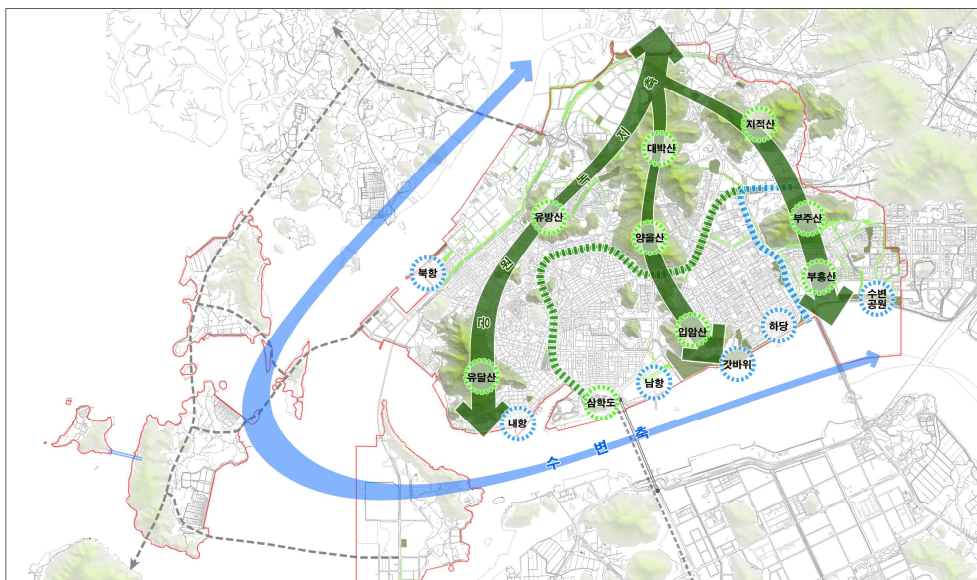 지적산
대박산
유방산
양을산
부주산
북항
부흥산
수변
공원
입암산
하당
갓바위
유달산
남항
삼학도
내항
공원녹지축
수변축